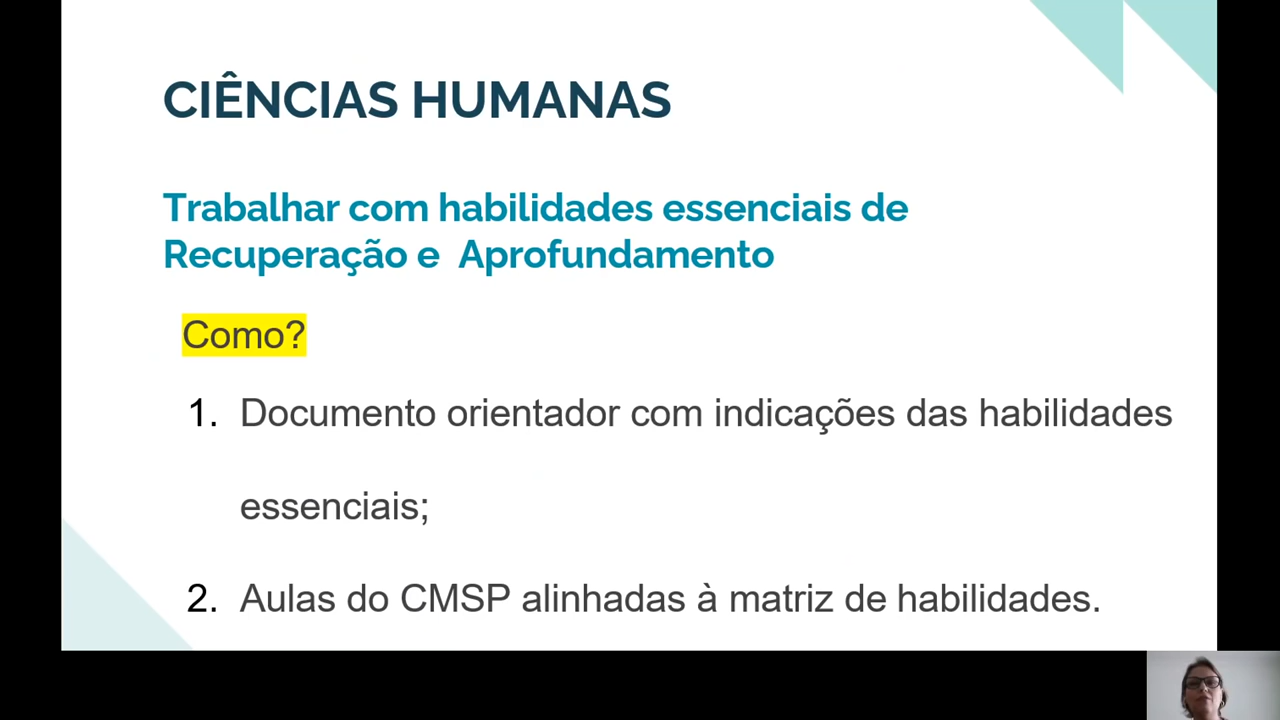 CIÊNCIAS HUMANAS
Trabalhar com habilidades essenciais de
Recuperação e Aprofundamento
Como?
1. Documento orientador com indicações das habilidades
essenciais;
2. Aulas do CMSP alinhadas à matriz de habilidades.